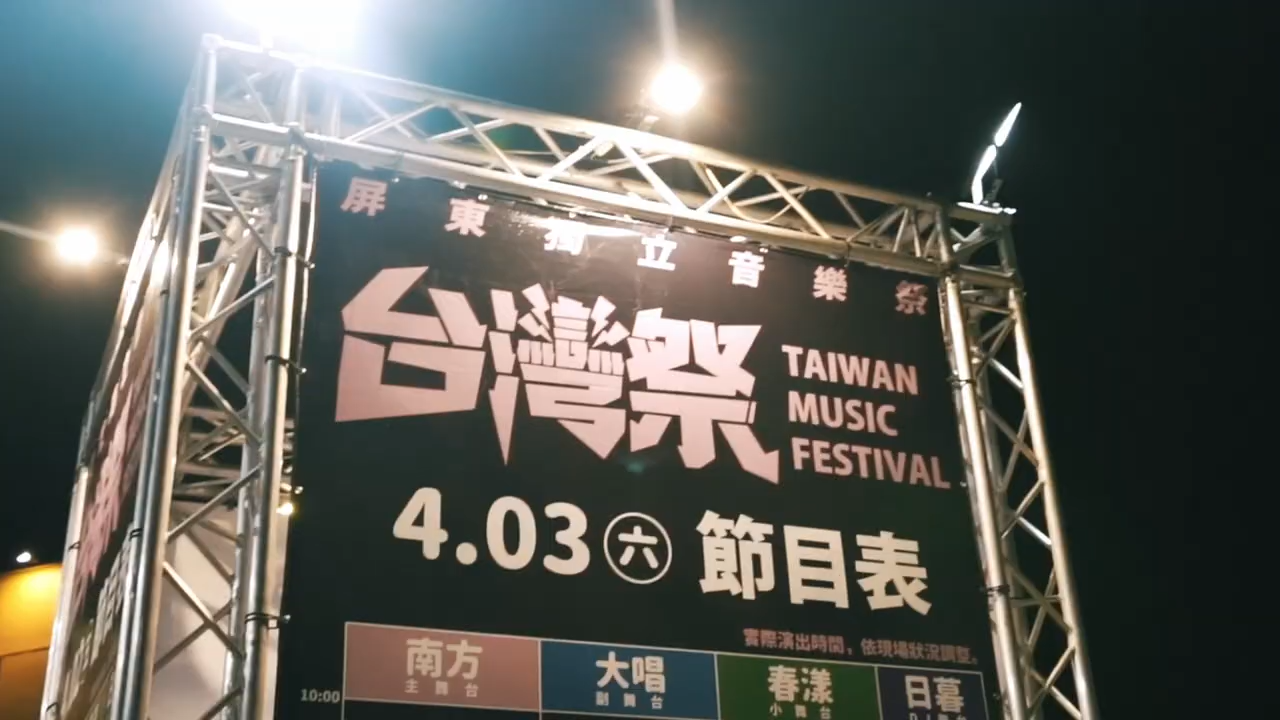 屏東獨立音樂祭
台灣祭
TAIWAN
MUSIC
FESTIVAL
4.03㊅節目表
實際演出時間，依現場狀況調整。
南方 大唱 春漾 日暮
主舞台 副舞台 小舞台
10:00